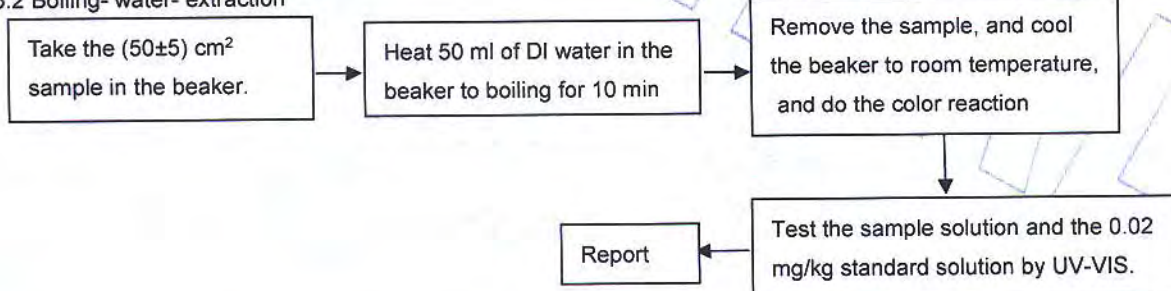 Boiling- water- extraction
Take the (50±5) cm²
sample in the beaker.
Heat 50 ml of DI water in the
beaker to boiling for 10 min
Remove the sample, and cool
the beaker to room temperature,
and do the color reaction
Test the sample solution and the 0.02
mg/kg standard solution by UV-VIS.
Report